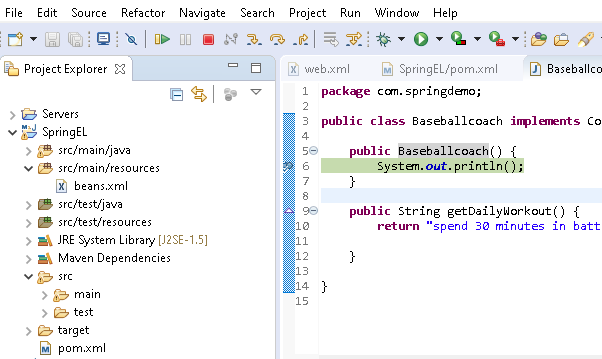 File Edit Source Refactor Navigate Search Project Run Window Help
Project Explorer
web.xml
SpringEL/pom.xml
Servers
SpringEL
src/main/java
src/main/resources
beans.xml
src/test/java
src/test/resources
JRE System Library [J2SE-1.5]
Maven Dependencies
src
main
test
target
pom.xml
1 package com.springdemo;
2
3 public class Baseballcoach implements
4
5 public Baseballcoach() {
6 System.out.println();
7 }
8
9 public String getDailyWorkout() {
10 return "spend 30 minutes in
11
12 }
13
14 }
15